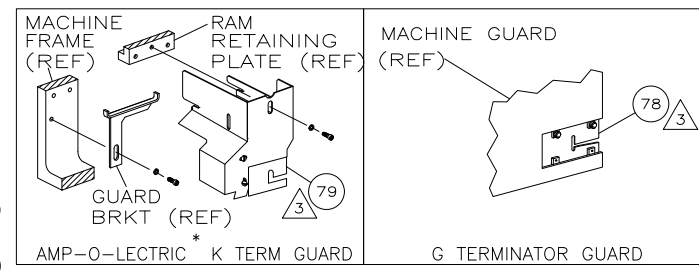 MACHINE
FRAME
(REF)
RAM
RETAINING
PLATE (REF)
GUARD
BRKT (REF)
79
3
*
AMP-O-LECTRIC K TERM GUARD
MACHINE GUARD
(REF)
78
3
G TERMINATOR GUARD